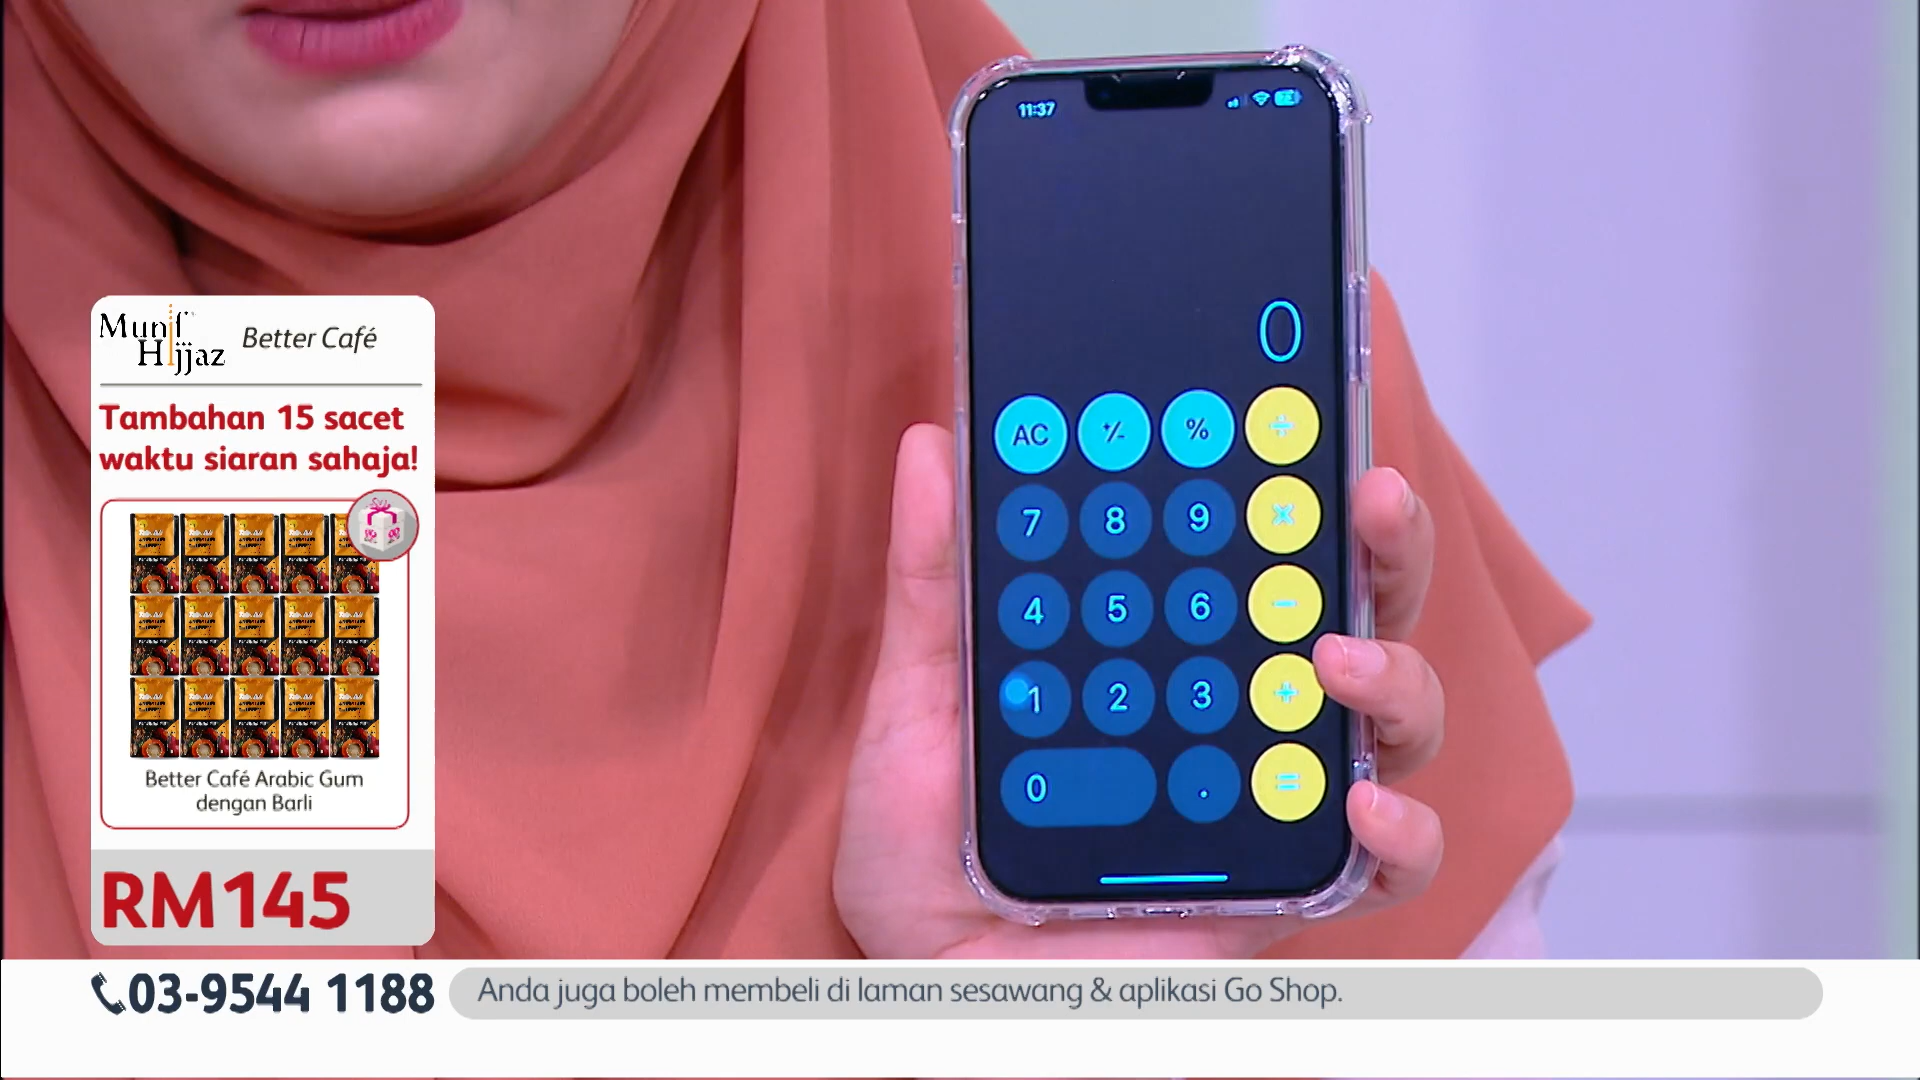 Munif Hijjaz
Better Café
Tambahan 15 sacet
waktu siaran sahaja!
Better Café Arabic Gum
dengan Barli
RM145
11:37
0
AC +/- % ÷
7 8 9 ×
4 5 6 −
1 2 3 +
0 . =
03-9544 1188
Anda juga boleh membeli di laman sesawang & aplikasi Go Shop.